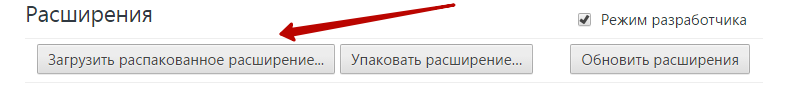 Расширения
Режим разработчика
Загрузить распакованное расширение...
Упаковать расширение...
Обновить расширения